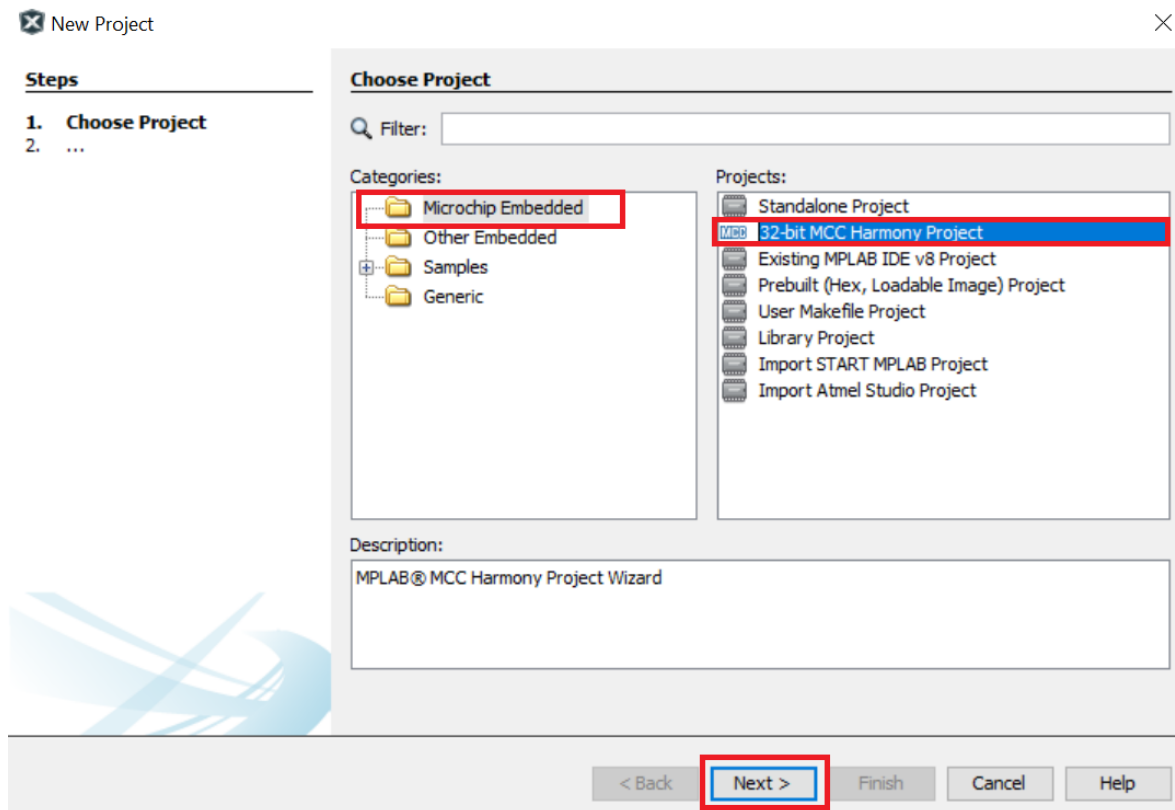 New Project
Steps
1. Choose Project
2. ...
Choose Project
Filter:
Categories:
Microchip Embedded
Other Embedded
Samples
Generic
Projects:
Standalone Project
32-bit MCC Harmony Project
Existing MPLAB IDE v8 Project
Prebuilt (Hex, Loadable Image) Project
User Makefile Project
Library Project
Import START MPLAB Project
Import Atmel Studio Project
Description:
MPLAB® MCC Harmony Project Wizard
< Back Next > Finish Cancel Help